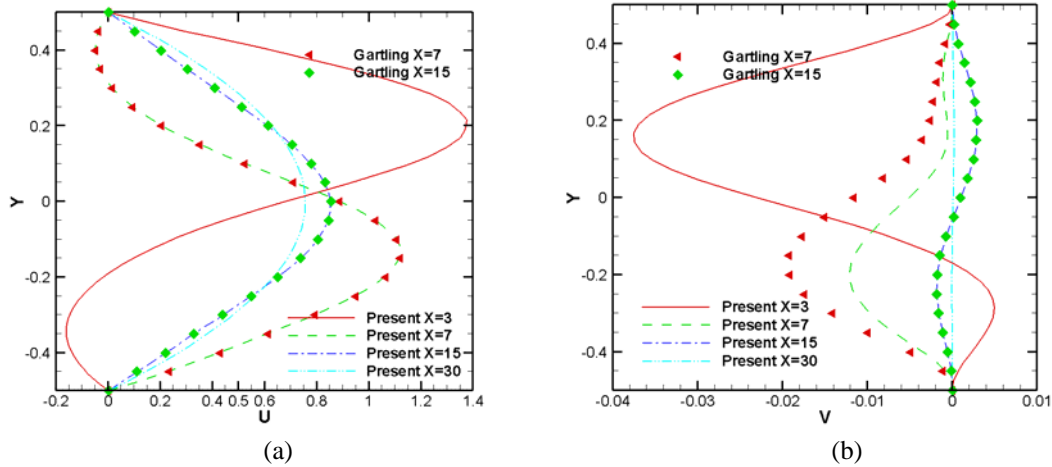 Y
0.4
0.2
0
-0.2
-0.4
-0.2 0 0.2 0.4 0.5 0.6 0.8 1 1.2 1.4
U
Gartling X=7
Gartling X=15
Present X=3
Present X=7
Present X=15
Present X=30
(a)
Y
0.4
0.2
0
-0.2
-0.4
-0.04 -0.03 -0.02 -0.01 0 0.01
V
Gartling X=7
Gartling X=15
Present X=3
Present X=7
Present X=15
Present X=30
(b)